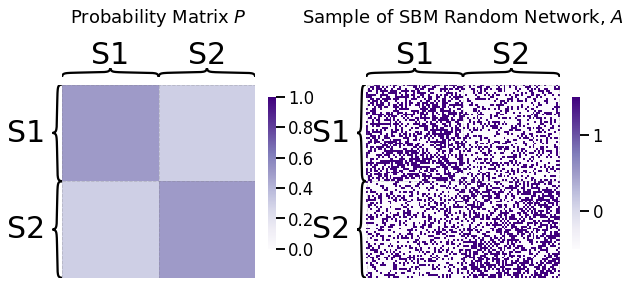 Probability Matrix P
Sample of SBM Random Network, A
S1 S2
S1 S2
S1
S2
1.0
0.8
0.6
0.4
0.2
0.0
S1
S2
1
0